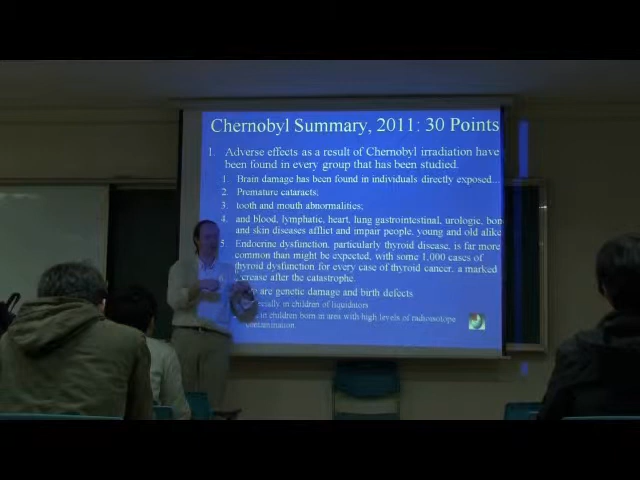 Chernobyl Summary, 2011: 30 Points
1. Adverse effects as a result of Chernobyl irradiation have
been found in every group that has been studied.
1. Brain damage has been found in individuals directly exposed...
2. Premature cataracts;
3. tooth and mouth abnormalities;
4. and blood, lymphatic, heart, lung gastrointestinal, urologic, bone
and skin diseases afflict and impair people, young and old alike
5. Endocrine dysfunction, particularly thyroid disease, is far more
common than might be expected, with some 1,000 cases of
thyroid dysfunction for every case of thyroid cancer, a marked
increase after the catastrophe.
are genetic damage and birth defects
especially in children of liquidators
in children born in area with high levels of radioisotope
contamination.